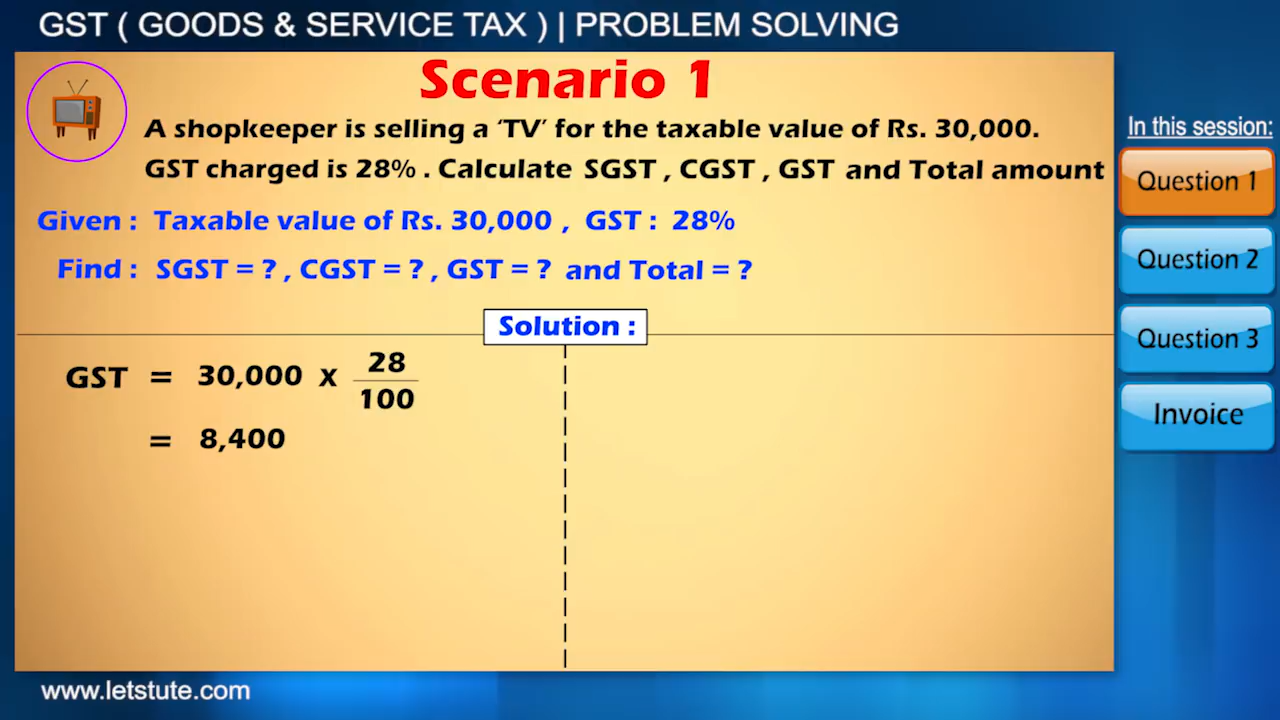 GST ( GOODS & SERVICE TAX ) | PROBLEM SOLVING
Scenario 1
A shopkeeper is selling a ‘TV’ for the taxable value of Rs. 30,000.
GST charged is 28% . Calculate SGST , CGST , GST and Total amount
Given : Taxable value of Rs. 30,000 , GST : 28%
Find : SGST = ? , CGST = ? , GST = ? and Total = ?
Solution :
GST = 30,000 x 28
100
= 8,400
In this session:
Question 1
Question 2
Question 3
Invoice
www.letstute.com